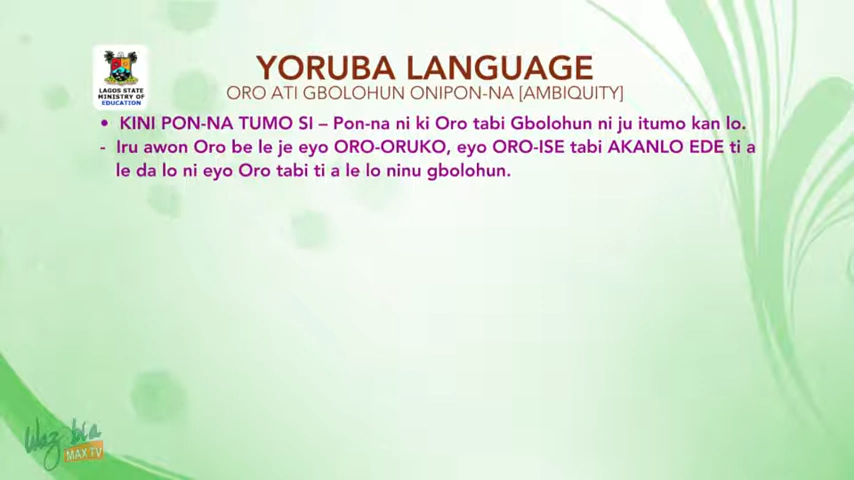 LAGOS STATE
MINISTRY OF
EDUCATION
YORUBA LANGUAGE
ORO ATI GBOLOHUN ONIPON-NA [AMBIQUITY]
• KINI PON-NA TUMO SI – Pon-na ni ki Oro tabi Gbolohun ni ju itumo kan lo.
- Iru awon Oro be le je eyo ORO-ORUKO, eyo ORO-ISE tabi AKANLO EDE ti a
le da lo ni eyo Oro tabi ti a le lo ninu gbolohun.
Wazobia
MAX TV